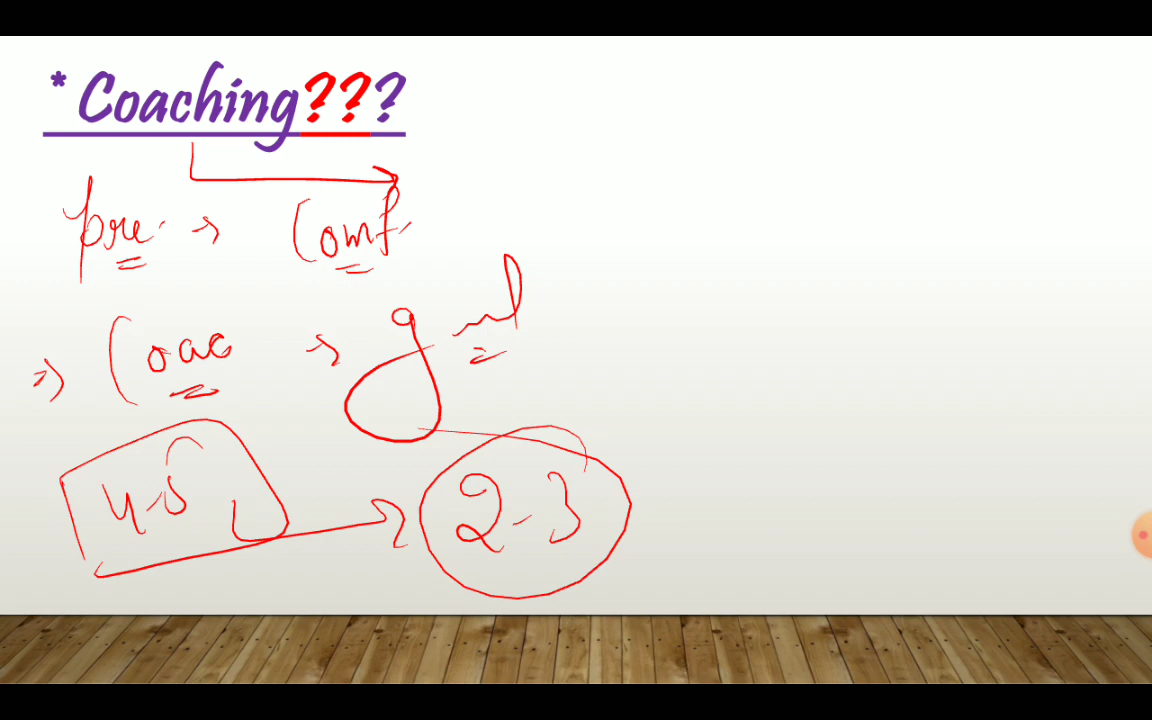 * Coaching???
pre. → Comf.
⇒ Coac →
4-5 → 2-3